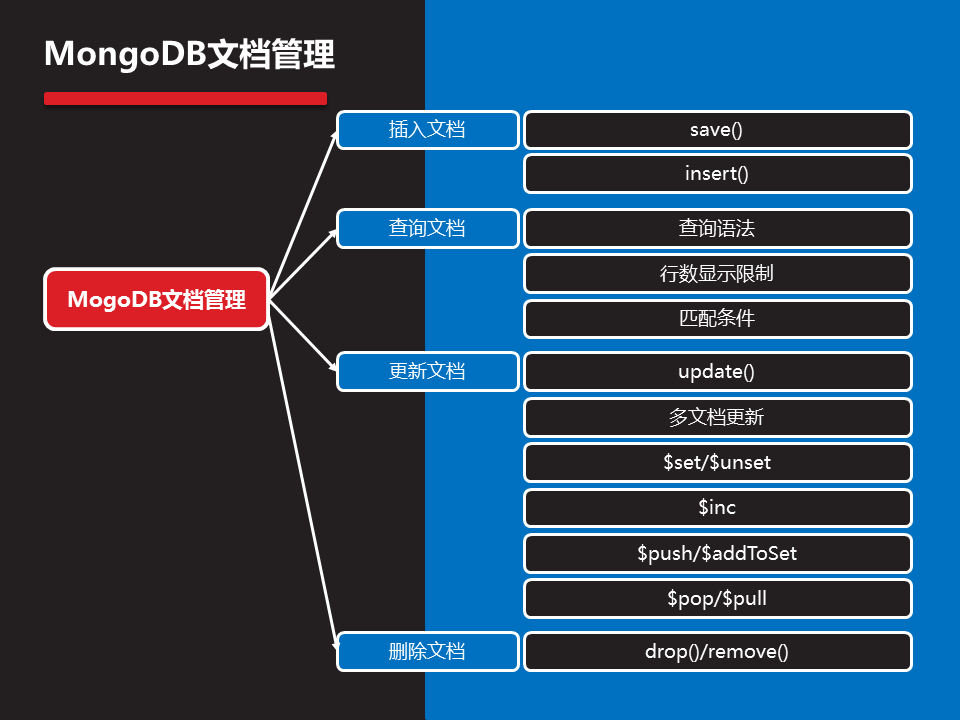 MongoDB文档管理
MogoDB文档管理
插入文档
save()
insert()
查询文档
查询语法
行数显示限制
匹配条件
更新文档
update()
多文档更新
$set/$unset
$inc
$push/$addToSet
$pop/$pull
删除文档
drop()/remove()